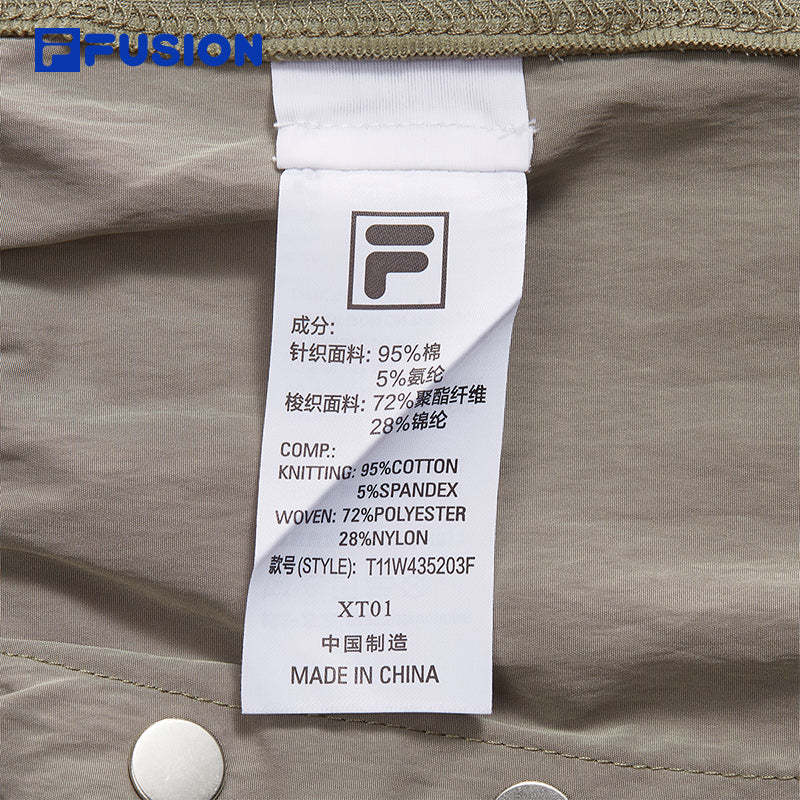 FUSION
成分:
针织面料: 95%棉
5%氨纶
梭织面料: 72%聚酯纤维
28%锦纶
COMP.:
KNITTING: 95%COTTON
5%SPANDEX
WOVEN: 72%POLYESTER
28%NYLON
款号(STYLE): T11W435203F
XT01
中国制造
MADE IN CHINA